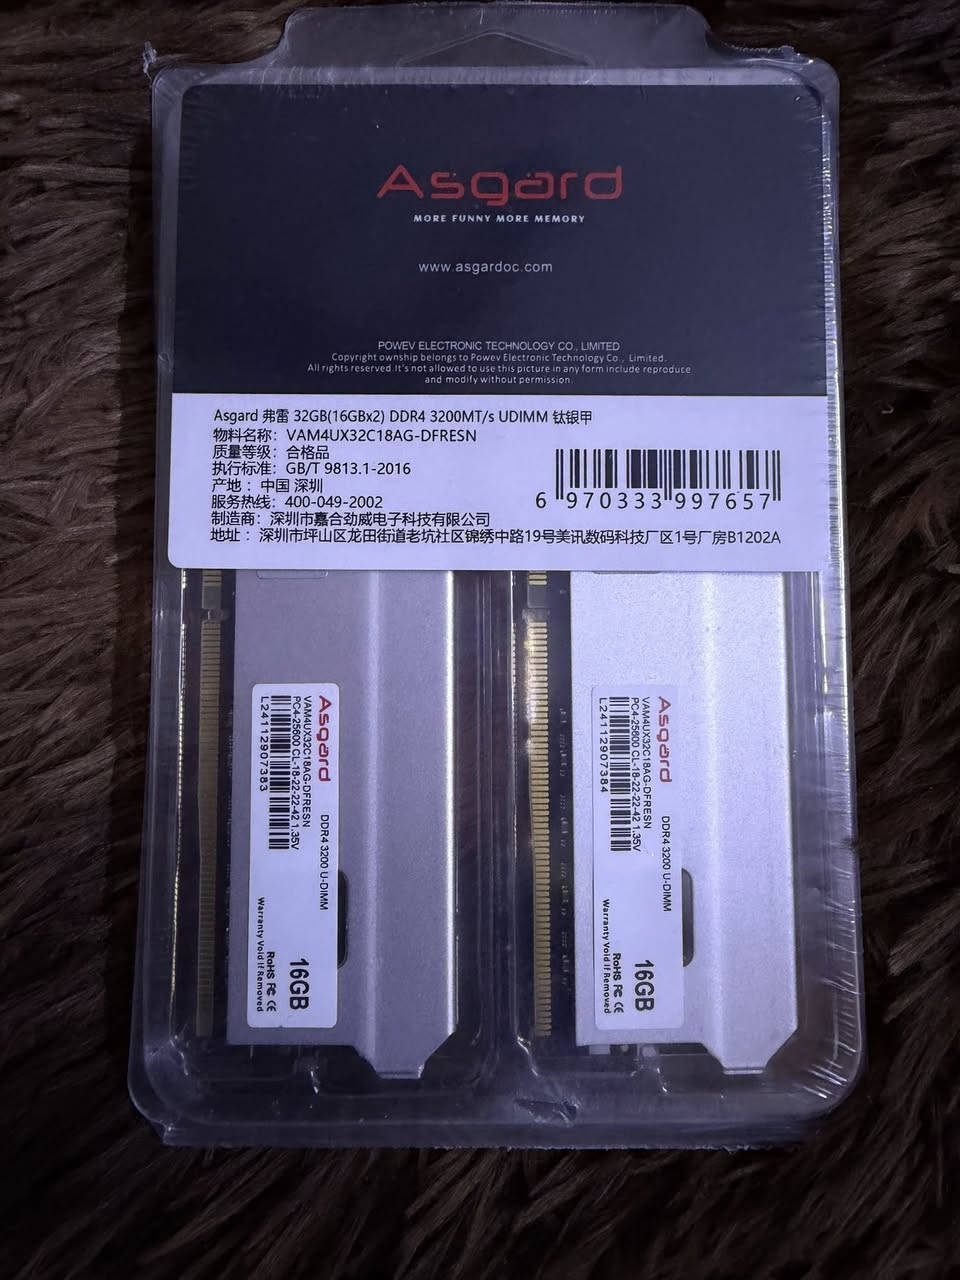 Asgard
MORE FUNNY MORE MEMORY
www.asgardoc.com
POWEV ELECTRONIC TECHNOLOGY CO., LIMITED
Copyright ownship belongs to Powev Electronic Technology Co., Limited.
All rights reserved.It's not allowed to use this picture in any form include reproduce
and modify without permission.
Asgard 弗雷 32GB(16GBx2) DDR4 3200MT/s UDIMM 钛银甲
物料名称：VAM4UX32C18AG-DFRESN
质量等级：合格品
执行标准：GB/T 9813.1-2016
产地：中国 深圳
服务热线：400-049-2002
制造商：深圳市嘉合劲威电子科技有限公司
地址：深圳市坪山区龙田街道老坑社区锦绣中路19号美讯数码科技厂区1号厂房B1202A
6 970333 997657
Asgard
DDR4 3200 U-DIMM
16GB
VAM4UX32C18AG-DFRESN
PC4-25600 CL-18-22-22-42 1.35V
RoHS FC CE
L24112907383
Warranty Void If Removed
Asgard
DDR4 3200 U-DIMM
16GB
VAM4UX32C18AG-DFRESN
PC4-25600 CL-18-22-22-42 1.35V
RoHS FC CE
L24112907384
Warranty Void If Removed